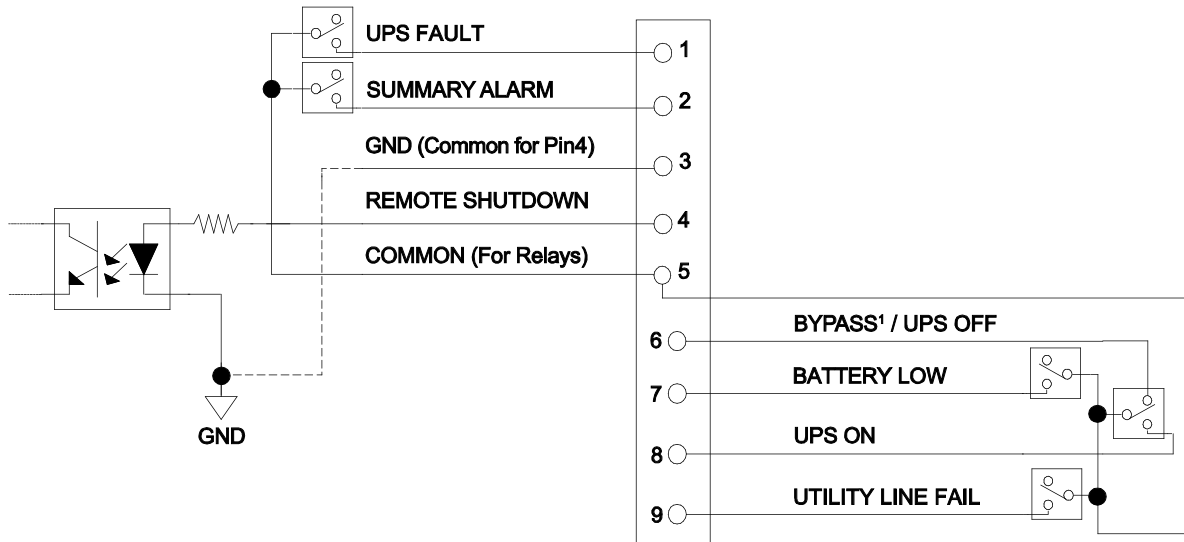 UPS FAULT
1
SUMMARY ALARM
2
GND (Common for Pin4)
3
REMOTE SHUTDOWN
4
COMMON (For Relays)
5
GND
6
BYPASS¹ / UPS OFF
7
BATTERY LOW
8
UPS ON
9
UTILITY LINE FAIL